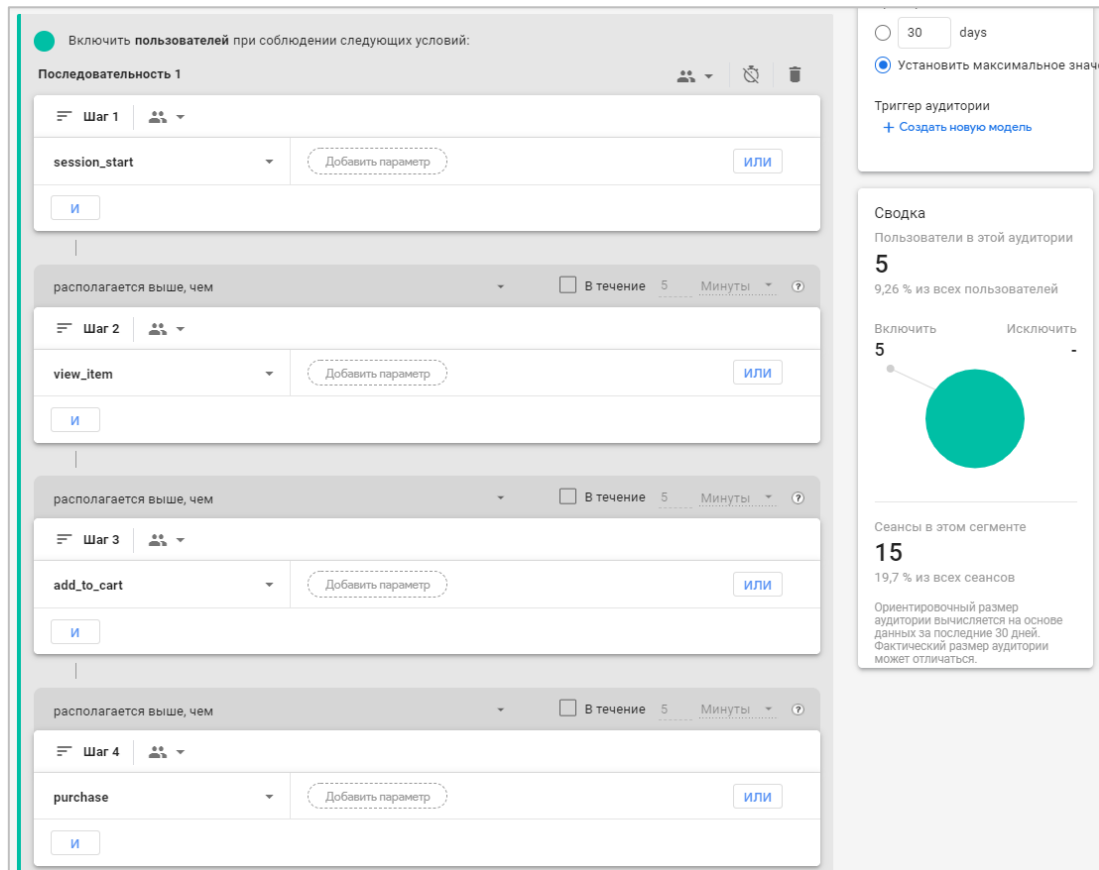 Включить пользователей при соблюдении следующих условий:
Последовательность 1
Шаг 1
session_start
Добавить параметр
ИЛИ
И
располагается выше, чем
В течение 5 Минуты
Шаг 2
view_item
Добавить параметр
ИЛИ
И
располагается выше, чем
В течение 5 Минуты
Шаг 3
add_to_cart
Добавить параметр
ИЛИ
И
располагается выше, чем
В течение 5 Минуты
Шаг 4
purchase
Добавить параметр
ИЛИ
И
30 days
Установить максимальное
Триггер аудитории
+ Создать новую модель
Сводка
Пользователи в этой аудитории
5
9,26 % из всех пользователей
Включить Исключить
5 -
Сеансы в этом сегменте
15
19,7 % из всех сеансов
Ориентировочный размер
аудитории вычисляется на основе
данных за последние 30 дней.
Фактический размер аудитории
может отличаться.